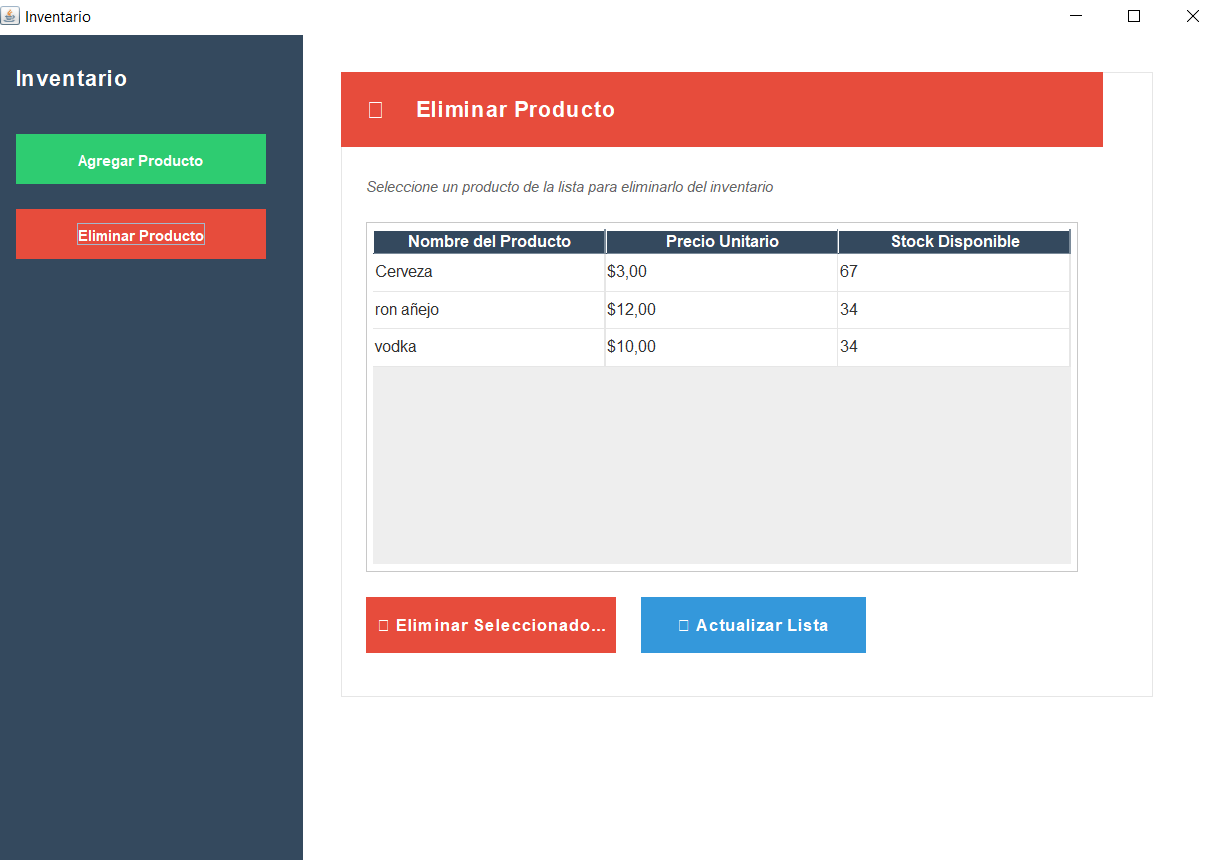 Inventario
Inventario
Agregar Producto
Eliminar Producto
Eliminar Producto
Seleccione un producto de la lista para eliminarlo del inventario
Nombre del Producto Precio Unitario Stock Disponible
Cerveza $3,00 67
ron añejo $12,00 34
vodka $10,00 34
Eliminar Seleccionado... Actualizar Lista